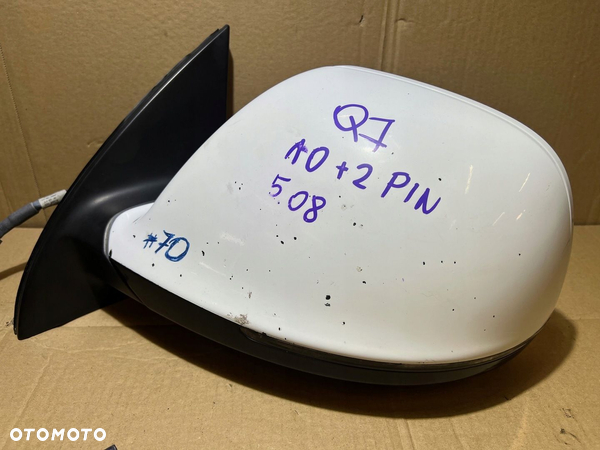 Q7
10 + 2 PIN
5.08
#70
OTOMOTO